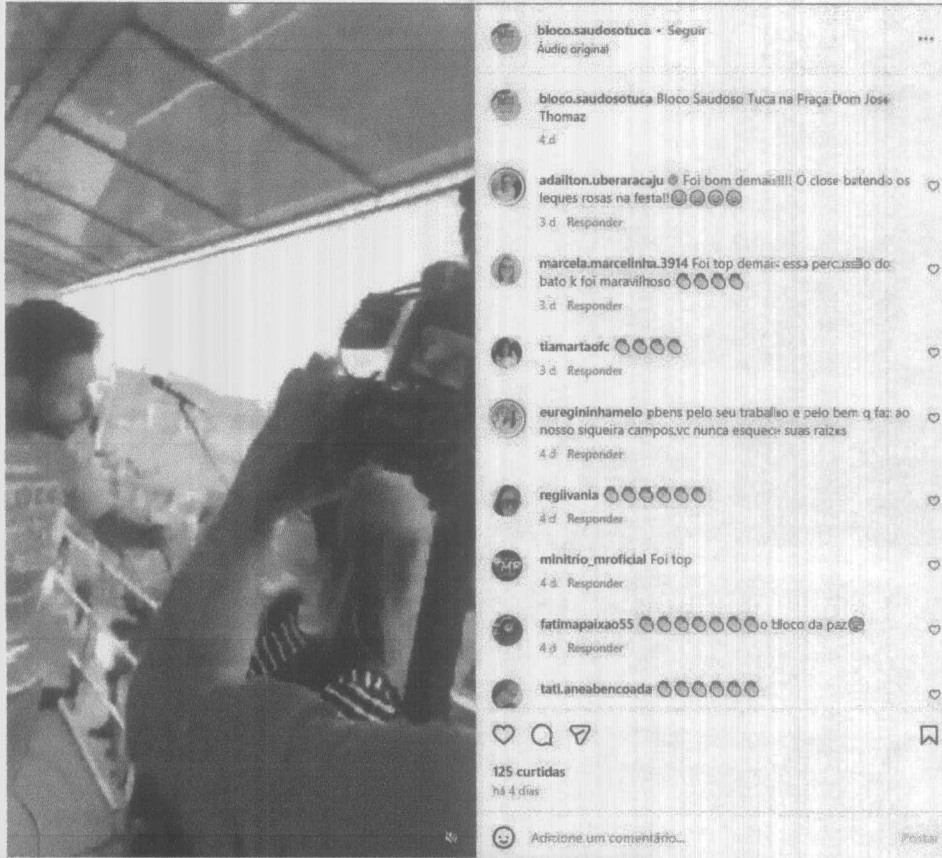 bloco.saudosotuca • Seguir
Áudio original
bloco.saudosotuca Bloco Saudoso Tuca na Praça Dom José
Thomaz
4 d
adailton.uberaracaju Foi bom demais!!!!! O close batendo os
leques rosas na festa!!
3 d Responder
marcela.marcelinha.3914 Foi top demais essa percussão do
bato k foi maravilhoso
3 d Responder
tiamartaofc
3 d Responder
euregininhamelo pbens pelo seu trabalho e pelo bem q faz ao
nosso siqueira campos,vc nunca esquece suas raizes
4 d Responder
regiivania
4 d Responder
minitrio_mroficial Foi top
4 d Responder
fatimapaixao55 o bloco da paz
4 d Responder
tati.aneabencoada
125 curtidas
há 4 dias
Adicione um comentário...
Postar